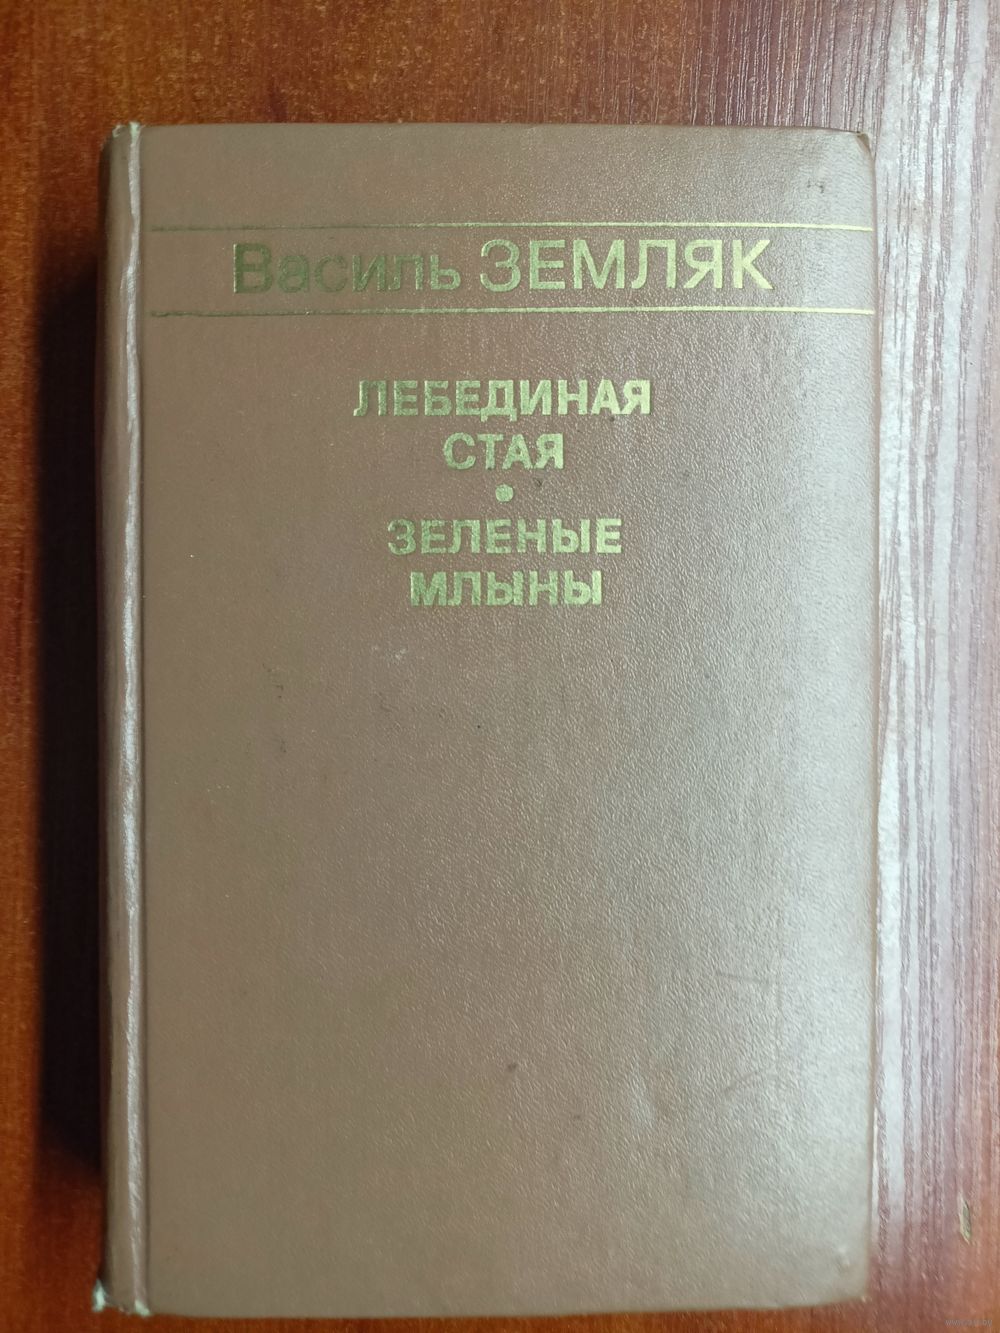 Василь ЗЕМЛЯК
ЛЕБЕДИНАЯ
СТАЯ
•
ЗЕЛЕНЫЕ
МЛЫНЫ